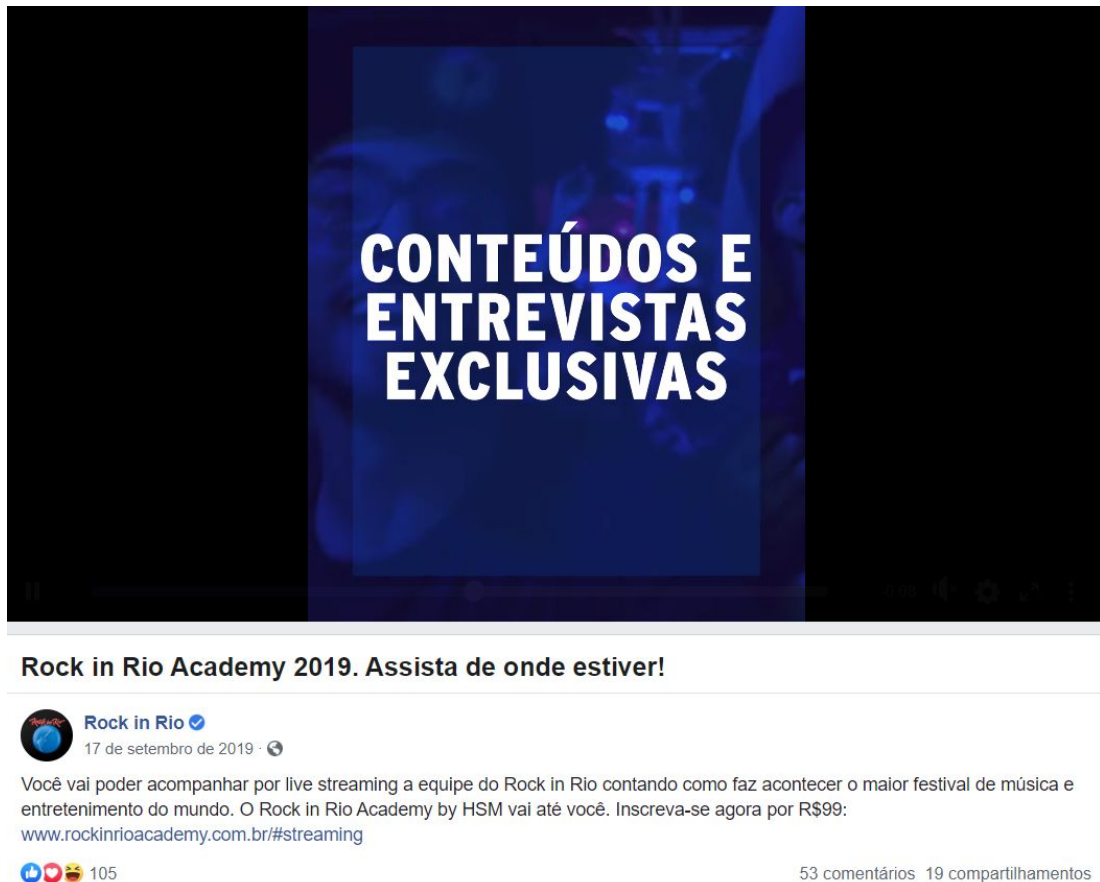 CONTEÚDOS E
ENTREVISTAS
EXCLUSIVAS
-0:08
Rock in Rio Academy 2019. Assista de onde estiver!
Rock in Rio
17 de setembro de 2019 ·
Você vai poder acompanhar por live streaming a equipe do Rock in Rio contando como faz acontecer o maior festival de música e
entretenimento do mundo. O Rock in Rio Academy by HSM vai até você. Inscreva-se agora por R$99:
www.rockinrioacademy.com.br/#streaming
105
53 comentários 19 compartilhamentos